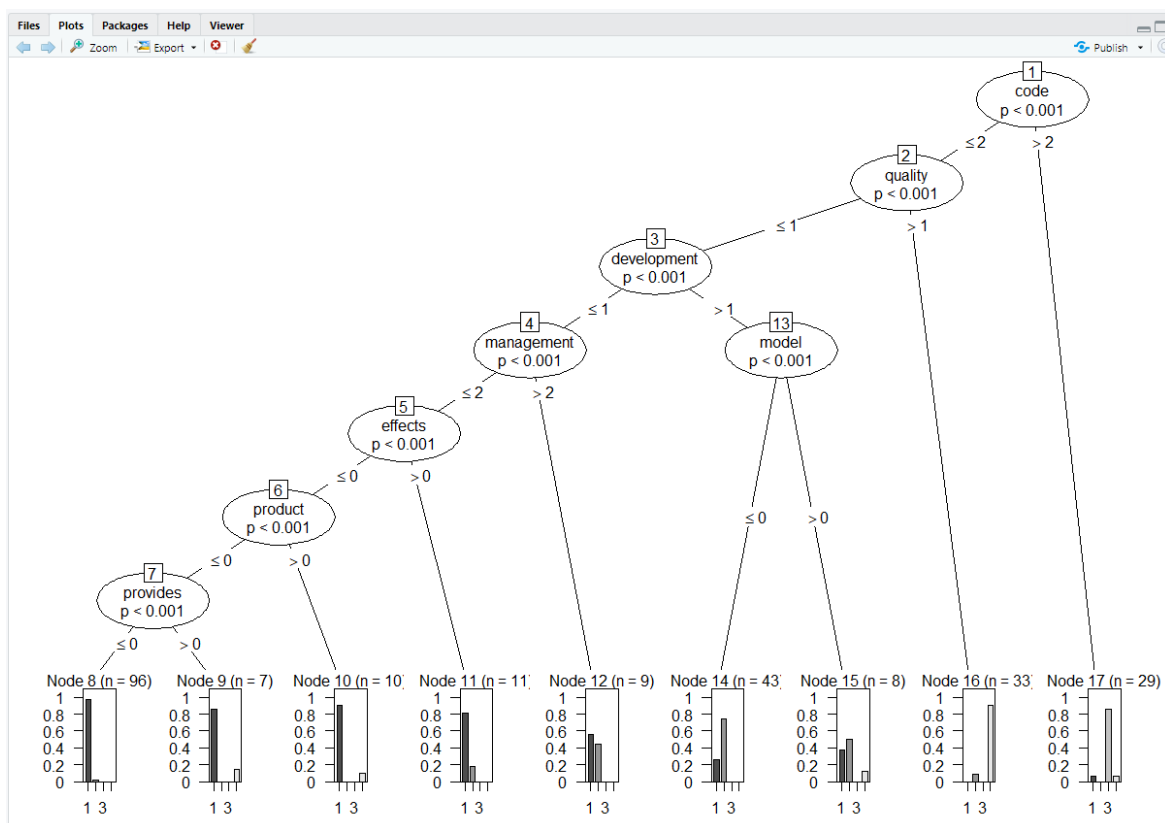 Files Plots Packages Help Viewer
Zoom Export Publish
1
code
p < 0.001
≤ 2 > 2
2
quality
p < 0.001
≤ 1 > 1
3
development
p < 0.001
≤ 1 > 1
4
management
p < 0.001
13
model
p < 0.001
≤ 2 > 2
5
effects
p < 0.001
≤ 0 > 0
6
product
p < 0.001
≤ 0 > 0
≤ 0 > 0
7
provides
p < 0.001
≤ 0 > 0
Node 8 (n = 96) Node 9 (n = 7) Node 10 (n = 10) Node 11 (n = 11) Node 12 (n = 9) Node 14 (n = 43) Node 15 (n = 8) Node 16 (n = 33) Node 17 (n = 29)
1 1 1 1 1 1 1 1 1
0.8 0.8 0.8 0.8 0.8 0.8 0.8 0.8 0.8
0.6 0.6 0.6 0.6 0.6 0.6 0.6 0.6 0.6
0.4 0.4 0.4 0.4 0.4 0.4 0.4 0.4 0.4
0.2 0.2 0.2 0.2 0.2 0.2 0.2 0.2 0.2
0 0 0 0 0 0 0 0 0
1 3 1 3 1 3 1 3 1 3 1 3 1 3 1 3 1 3